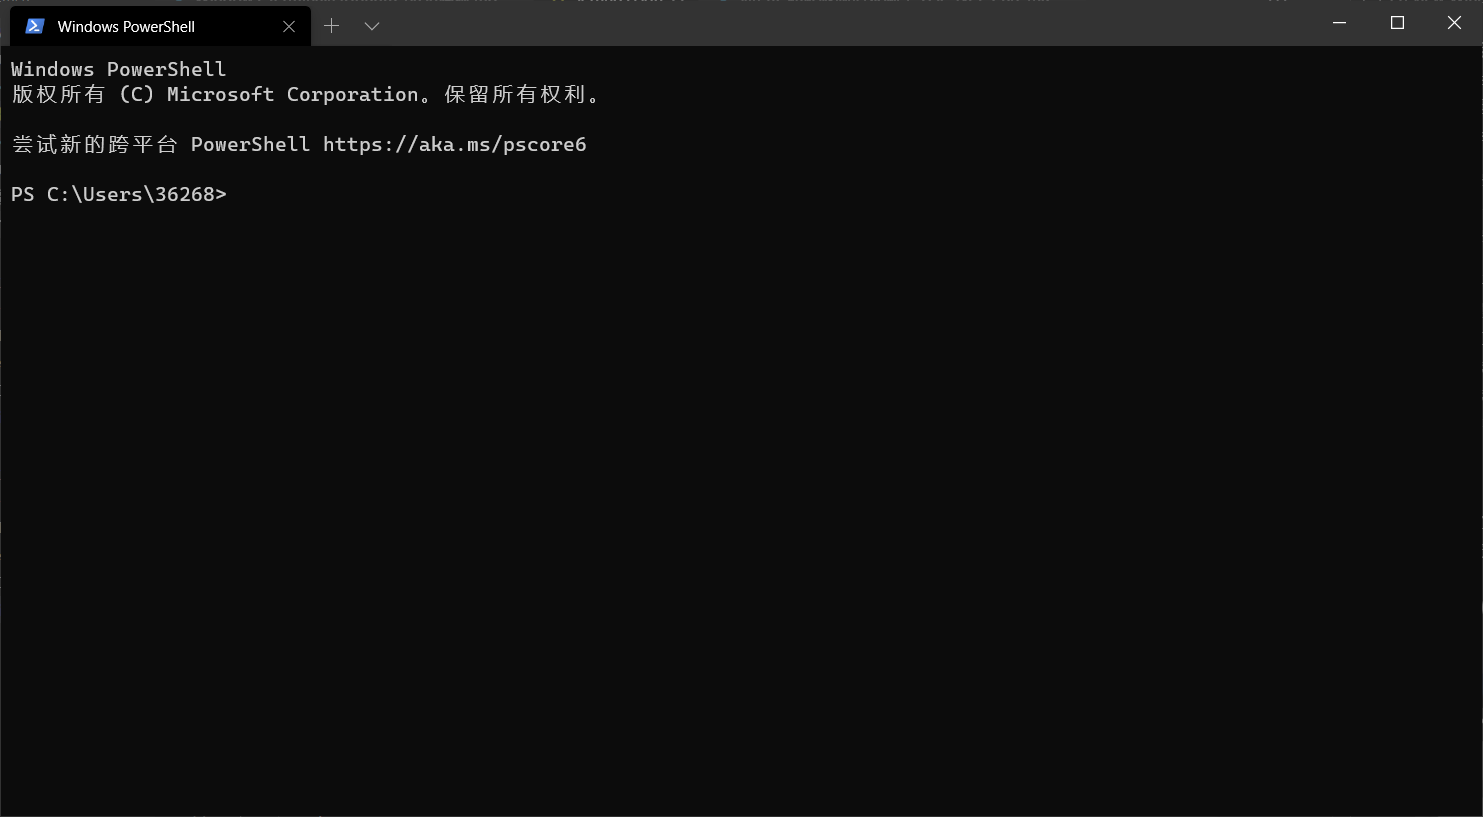 Windows PowerShell
Windows PowerShell
版权所有 (C) Microsoft Corporation。保留所有权利。
尝试新的跨平台 PowerShell https://aka.ms/pscore6
PS C:\Users\36268>